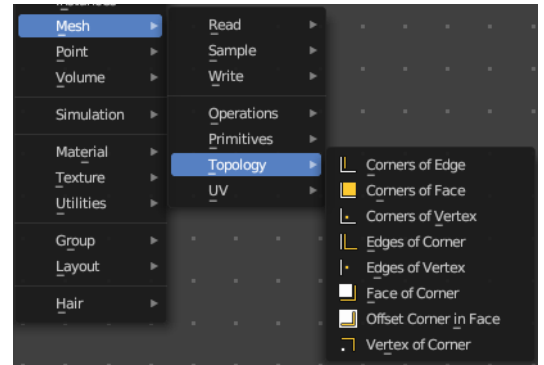 Mesh
Point
Volume
Simulation
Material
Texture
Utilities
Group
Layout
Hair
Read
Sample
Write
Operations
Primitives
Topology
UV
Corners of Edge
Corners of Face
Corners of Vertex
Edges of Corner
Edges of Vertex
Face of Corner
Offset Corner in Face
Vertex of Corner